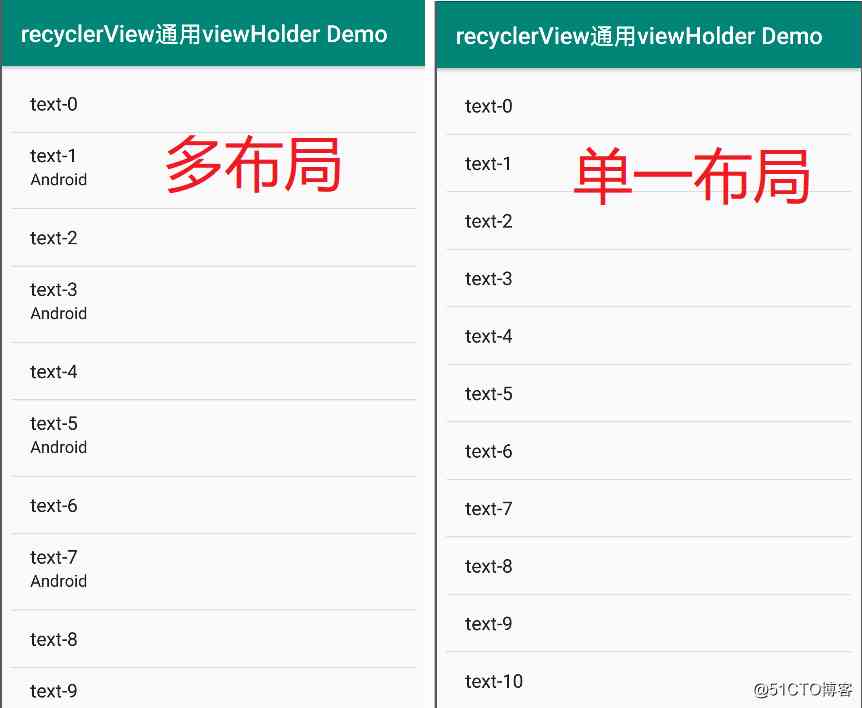 recyclerView通用viewHolder Demo
text-0
text-1
Android
多布局
text-2
text-3
Android
text-4
text-5
Android
text-6
text-7
Android
text-8
text-9
recyclerView通用viewHolder Demo
text-0
text-1
单一布局
text-2
text-3
text-4
text-5
text-6
text-7
text-8
text-9
text-10
@51CTO博客